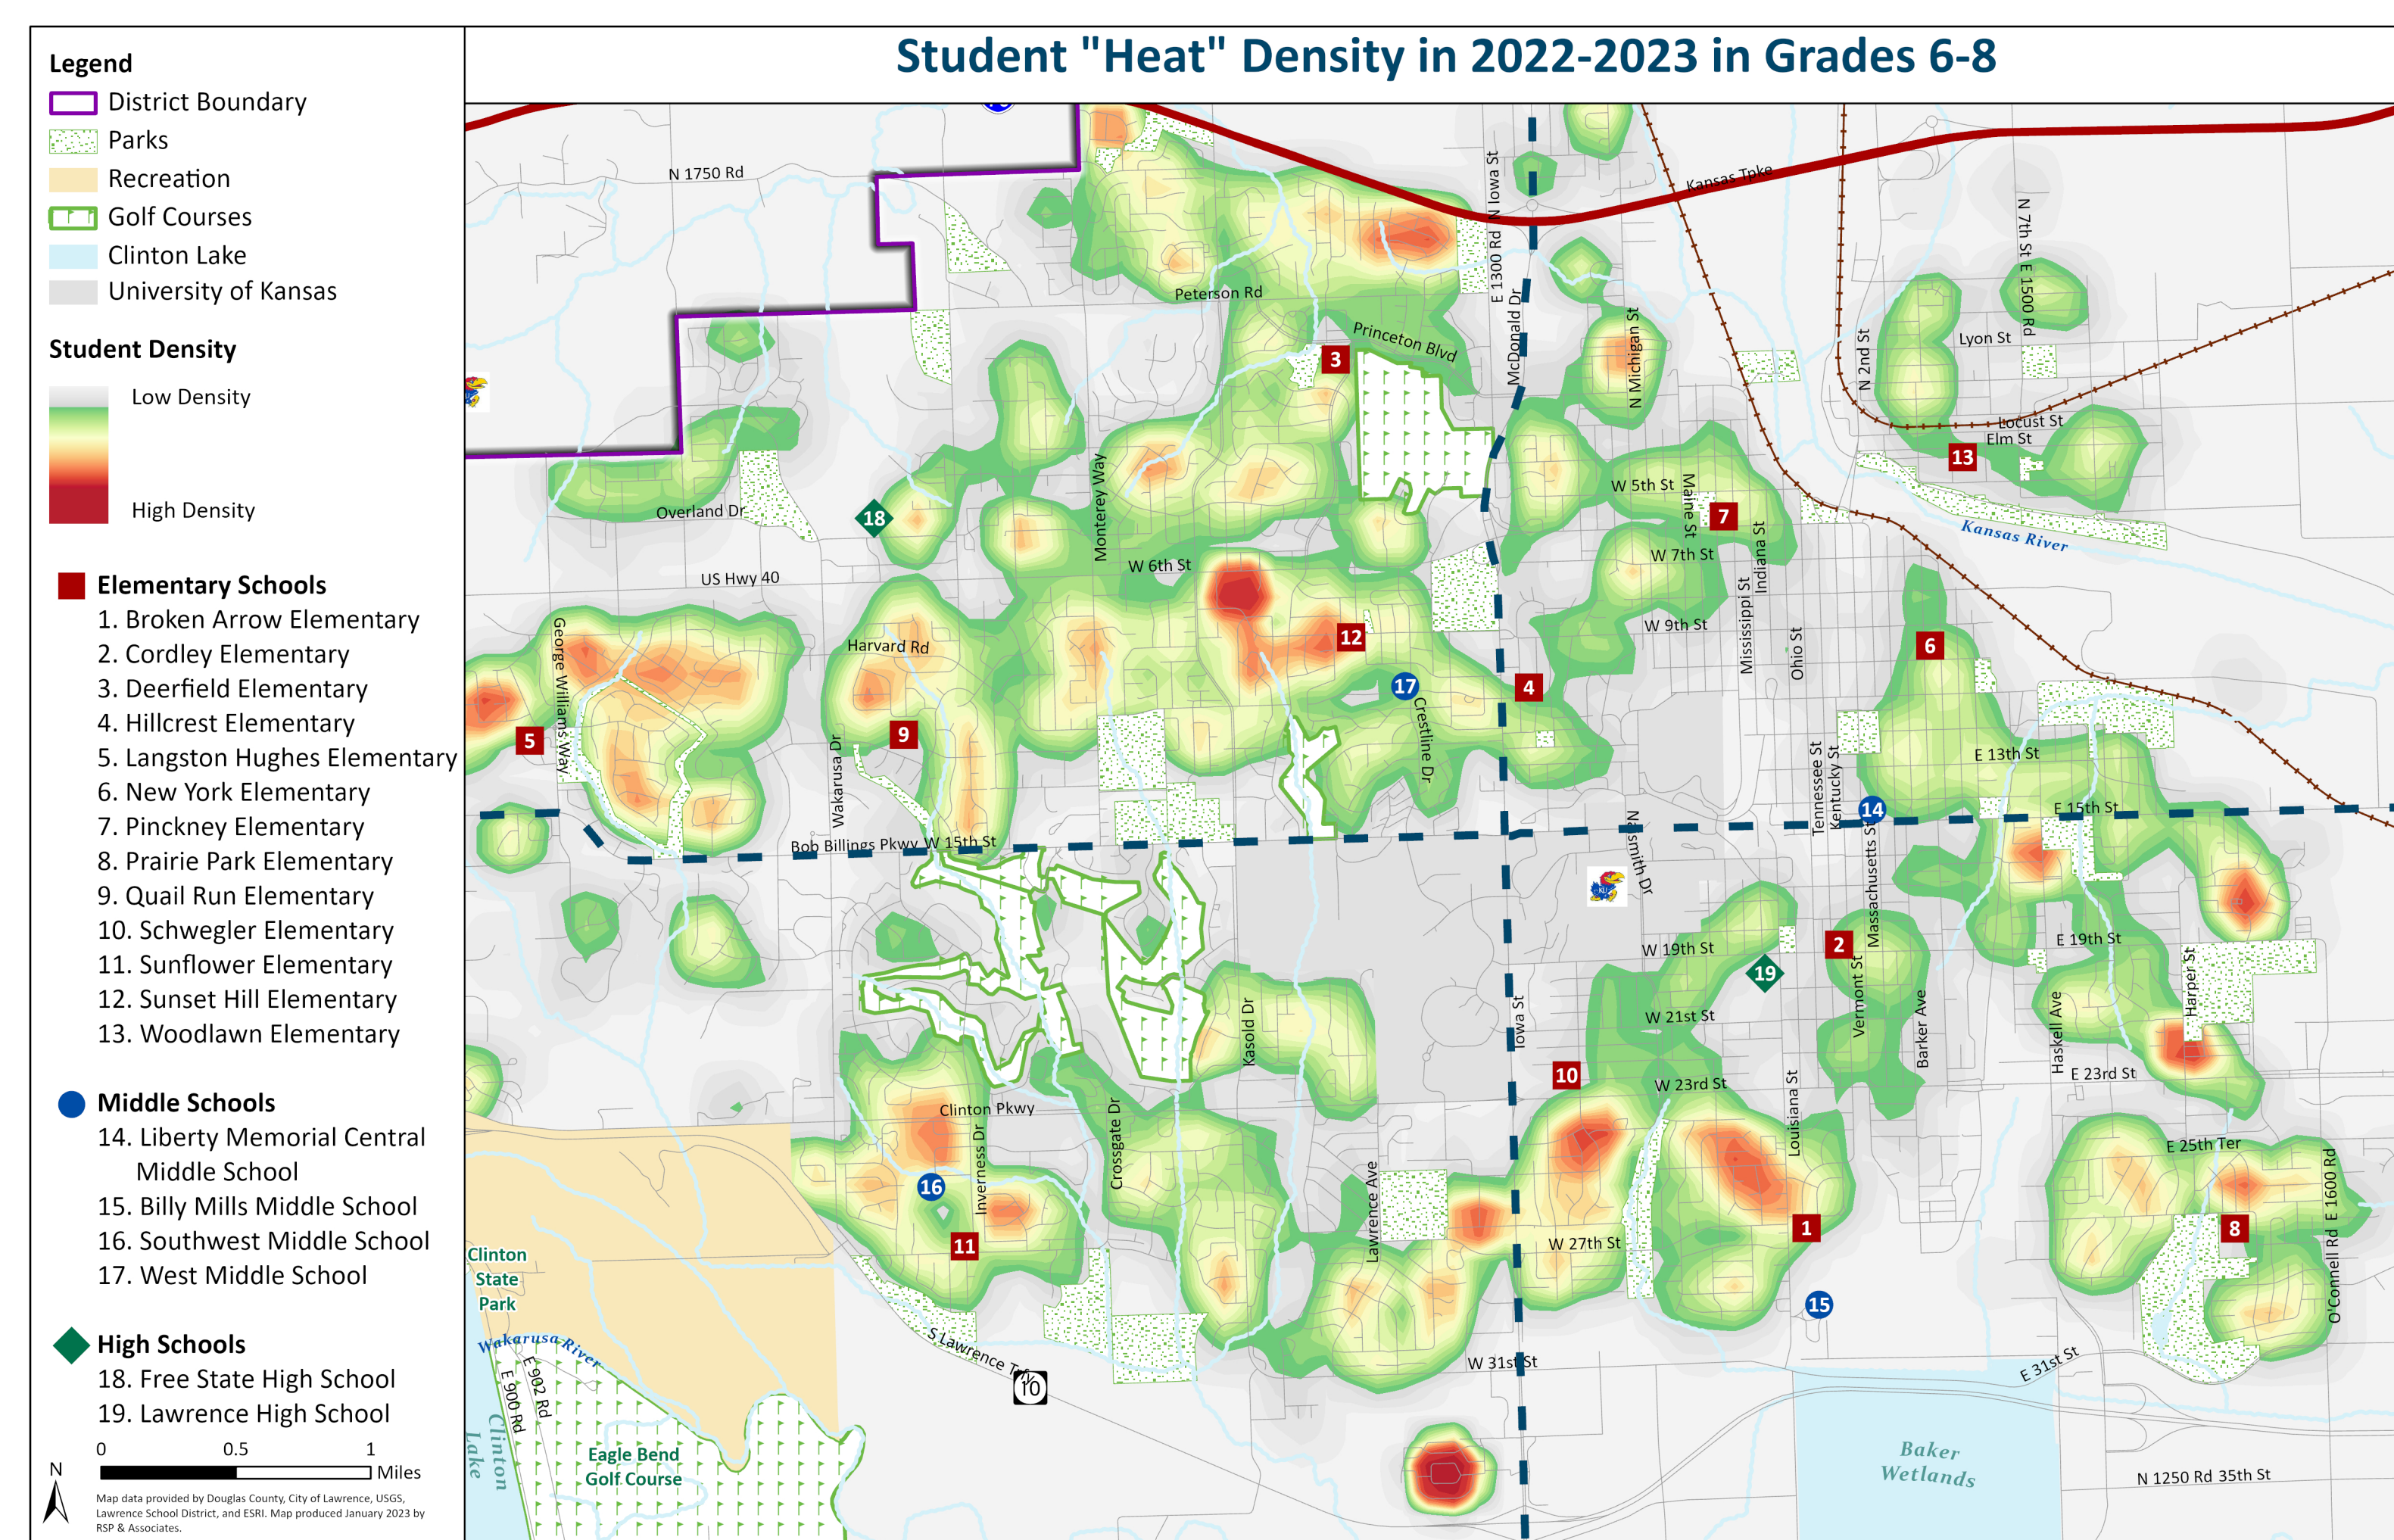 Student "Heat" Density in 2022-2023 in Grades 6-8
Legend
District Boundary
Parks
Recreation
Golf Courses
Clinton Lake
University of Kansas
Student Density
Low Density
High Density
Elementary Schools
1. Broken Arrow Elementary
2. Cordley Elementary
3. Deerfield Elementary
4. Hillcrest Elementary
5. Langston Hughes Elementary
6. New York Elementary
7. Pinckney Elementary
8. Prairie Park Elementary
9. Quail Run Elementary
10. Schwegler Elementary
11. Sunflower Elementary
12. Sunset Hill Elementary
13. Woodlawn Elementary
Middle Schools
14. Liberty Memorial Central
Middle School
15. Billy Mills Middle School
16. Southwest Middle School
17. West Middle School
High Schools
18. Free State High School
19. Lawrence High School
0 0.5 1
Miles
N
Map data provided by Douglas County, City of Lawrence, USGS,
Lawrence School District, and ESRI. Map produced January 2023 by
RSP & Associates.
N 1750 Rd
Kansas Tpke
N Iowa St
E 1300 Rd
N 7th St
E 1500 Rd
Peterson Rd
Princeton Blvd
McDonald Dr
N Michigan St
N 2nd St
Lyon St
3
Locust St
Elm St
13
Monterey Way
W 5th St
Maine St
7
Overland Dr
18
Kansas River
Indiana St
W 7th St
W 6th St
US Hwy 40
Mississippi St
W 9th St
Ohio St
George Williams Way
Harvard Rd
12
6
17
4
Crestline Dr
5
9
Wakarusa Dr
Tennessee St
Kentucky St
E 13th St
14
E 15th St
Bob Billings Pkwy
W 15th St
Naismith Dr
KU
Massachusetts St
W 19th St
2
19
E 19th St
Harper St
Vermont St
Barker Ave
Haskell Ave
Kasold Dr
Iowa St
W 21st St
10
W 23rd St
E 23rd St
Louisiana St
Clinton Pkwy
Inverness Dr
Crossgate Dr
16
11
Lawrence Ave
W 27th St
1
E 25th Ter
8
O'Connell Rd
E 1600 Rd
15
Clinton
State
Park
Wakarusa River
E 902 Rd
E 900 Rd
Clinton
Lake
S Lawrence Trfy
10
W 31st St
E 31st St
Eagle Bend
Golf Course
Baker
Wetlands
N 1250 Rd
35th St